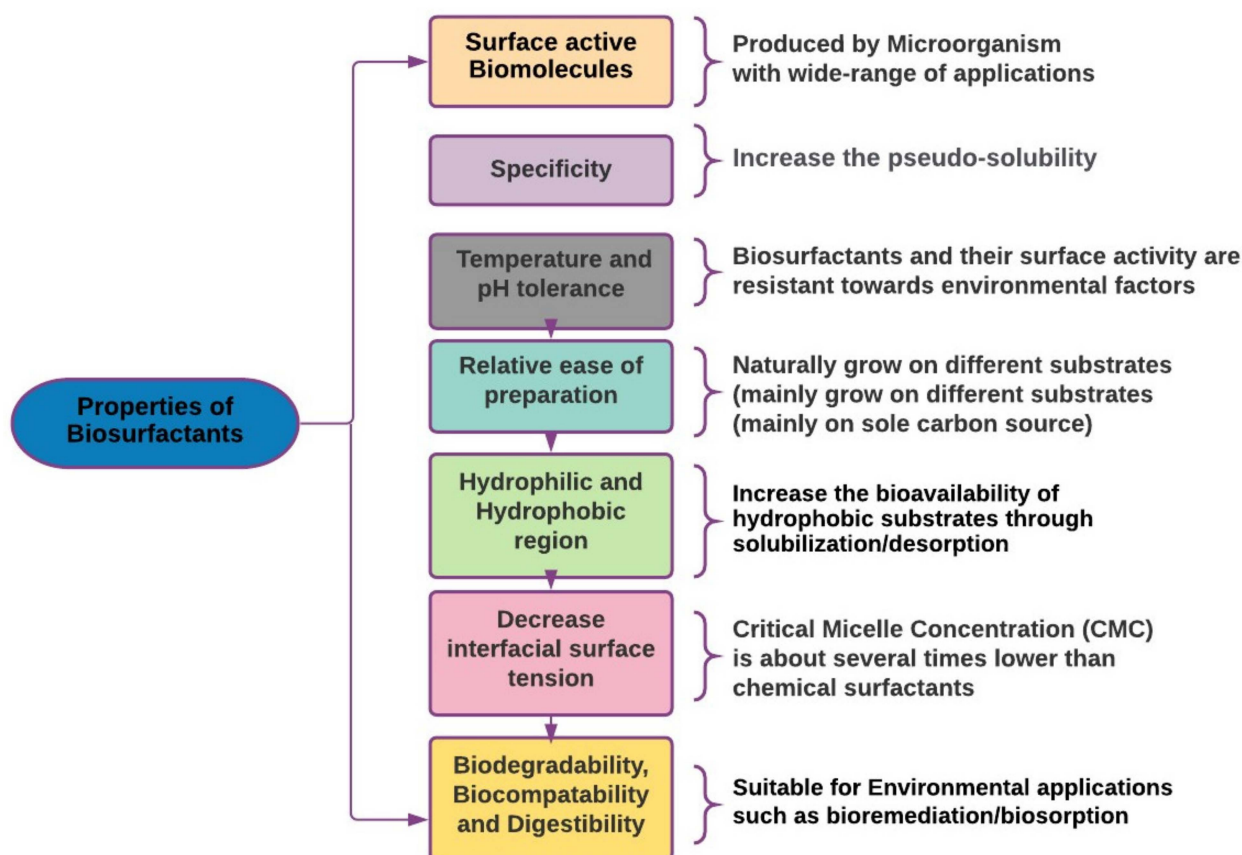 Surface active
Biomolecules
Produced by Microorganism
with wide-range of applications
Specificity
Increase the pseudo-solubility
Temperature and
pH tolerance
Biosurfactants and their surface activity are
resistant towards environmental factors
Relative ease of
preparation
Naturally grow on different substrates
(mainly grow on different substrates
(mainly on sole carbon source)
Properties of
Biosurfactants
Hydrophilic and
Hydrophobic
region
Increase the bioavailability of
hydrophobic substrates through
solubilization/desorption
Decrease
interfacial surface
tension
Critical Micelle Concentration (CMC)
is about several times lower than
chemical surfactants
Biodegradability,
Biocompatability
and Digestibility
Suitable for Environmental applications
such as bioremediation/biosorption